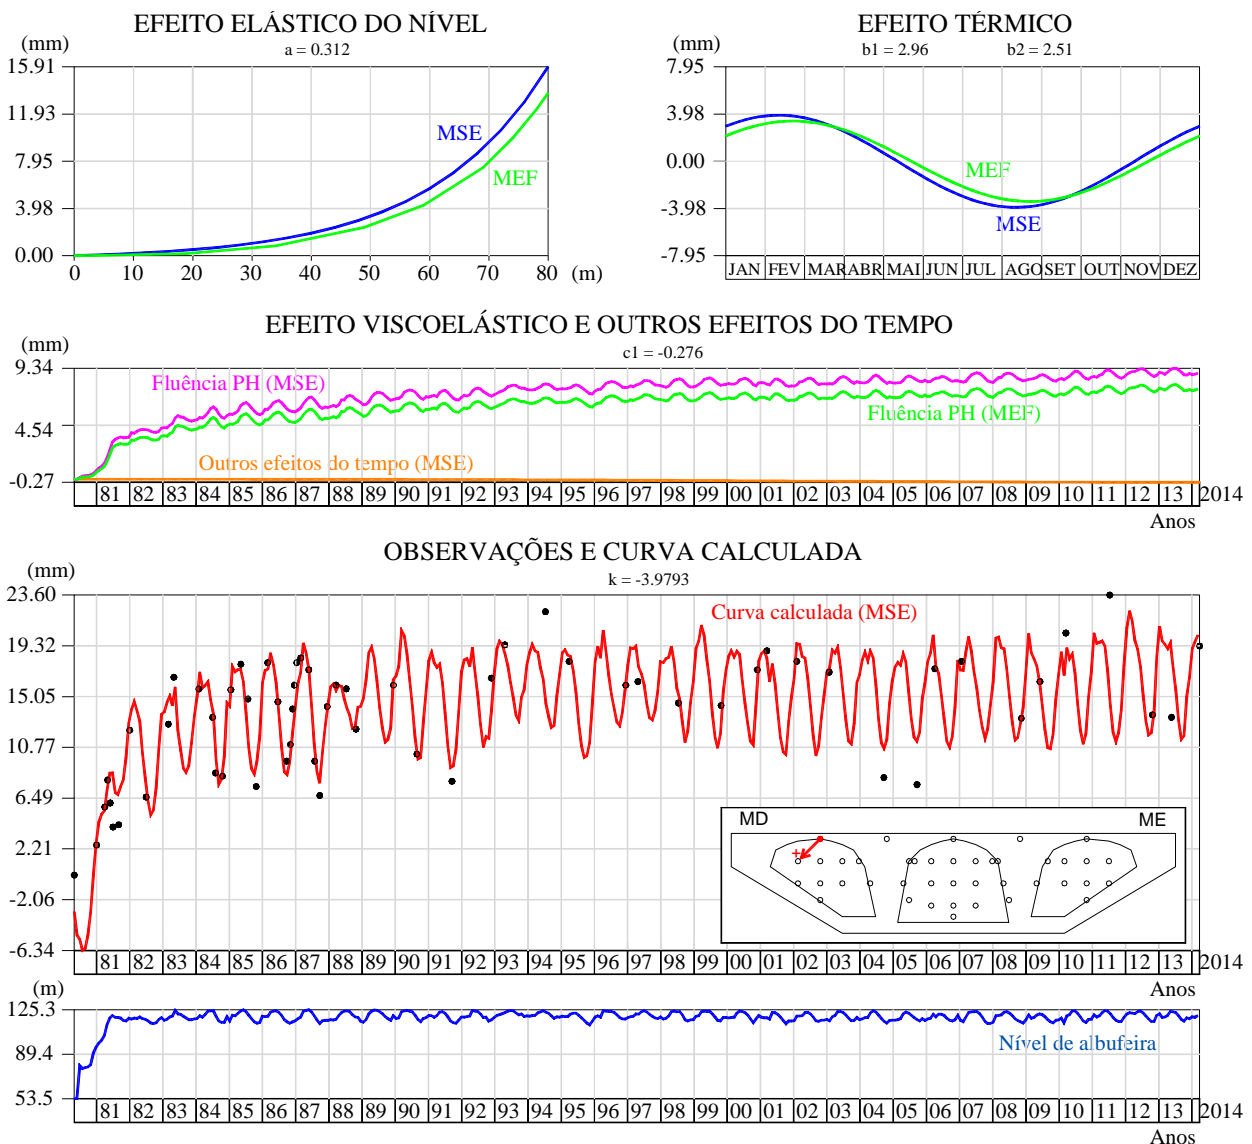 EFEITO ELÁSTICO DO NÍVEL
a = 0.312
(mm)
15.91
11.93
7.95
3.98
0.00
MSE
MEF
0 10 20 30 40 50 60 70 80 (m)
EFEITO TÉRMICO
b1 = 2.96 b2 = 2.51
(mm)
7.95
3.98
0.00
-3.98
-7.95
MEF
MSE
JAN FEV MAR ABR MAI JUN JUL AGO SET OUT NOV DEZ
EFEITO VISCOELÁSTICO E OUTROS EFEITOS DO TEMPO
c1 = -0.276
(mm)
9.34
4.54
-0.27
Fluência PH (MSE)
Fluência PH (MEF)
Outros efeitos do tempo (MSE)
81 82 83 84 85 86 87 88 89 90 91 92 93 94 95 96 97 98 99 00 01 02 03 04 05 06 07 08 09 10 11 12 13 2014
Anos
OBSERVAÇÕES E CURVA CALCULADA
k = -3.9793
(mm)
23.60
19.32
15.05
10.77
6.49
2.21
-2.06
-6.34
Curva calculada (MSE)
MD ME
81 82 83 84 85 86 87 88 89 90 91 92 93 94 95 96 97 98 99 00 01 02 03 04 05 06 07 08 09 10 11 12 13 2014
Anos
(m)
125.3
89.4
53.5
Nível de albufeira
81 82 83 84 85 86 87 88 89 90 91 92 93 94 95 96 97 98 99 00 01 02 03 04 05 06 07 08 09 10 11 12 13 2014
Anos